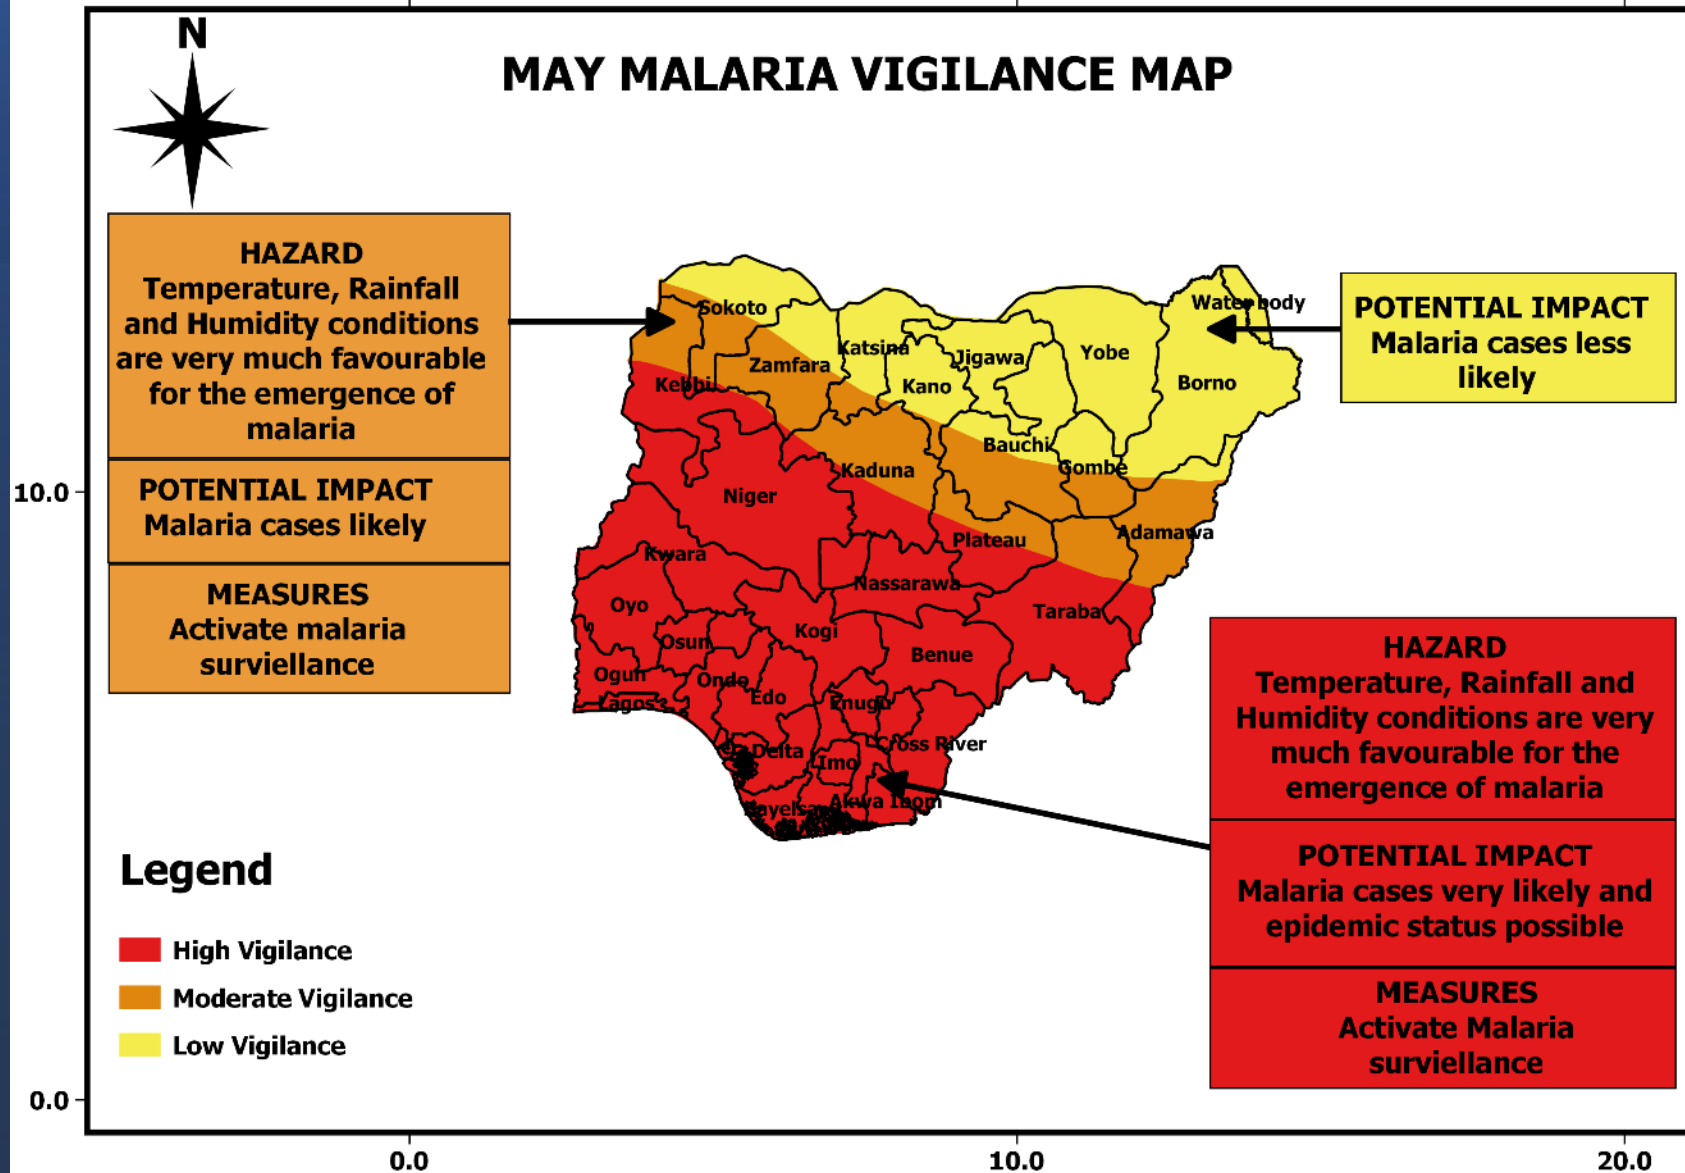 N
MAY MALARIA VIGILANCE MAP
HAZARD
Temperature, Rainfall
and Humidity conditions
are very much favourable
for the emergence of
malaria
POTENTIAL IMPACT
Malaria cases likely
MEASURES
Activate malaria
surviellance
POTENTIAL IMPACT
Malaria cases less
likely
Sokoto
Water body
Katsina
Zamfara
Jigawa
Yobe
Kebbi
Kano
Borno
Bauchi
Gombe
Kaduna
Niger
Adamawa
Plateau
Kwara
Nassarawa
Oyo
Taraba
Kogi
Osun
Benue
Ogun
Ondo
Edo
Lagos
Enugu
Cross River
Delta
Imo
Akwa Ibom
Bayelsa
HAZARD
Temperature, Rainfall and
Humidity conditions are very
much favourable for the
emergence of malaria
POTENTIAL IMPACT
Malaria cases very likely and
epidemic status possible
MEASURES
Activate Malaria
surviellance
Legend
High Vigilance
Moderate Vigilance
Low Vigilance
10.0
0.0
0.0
10.0
20.0